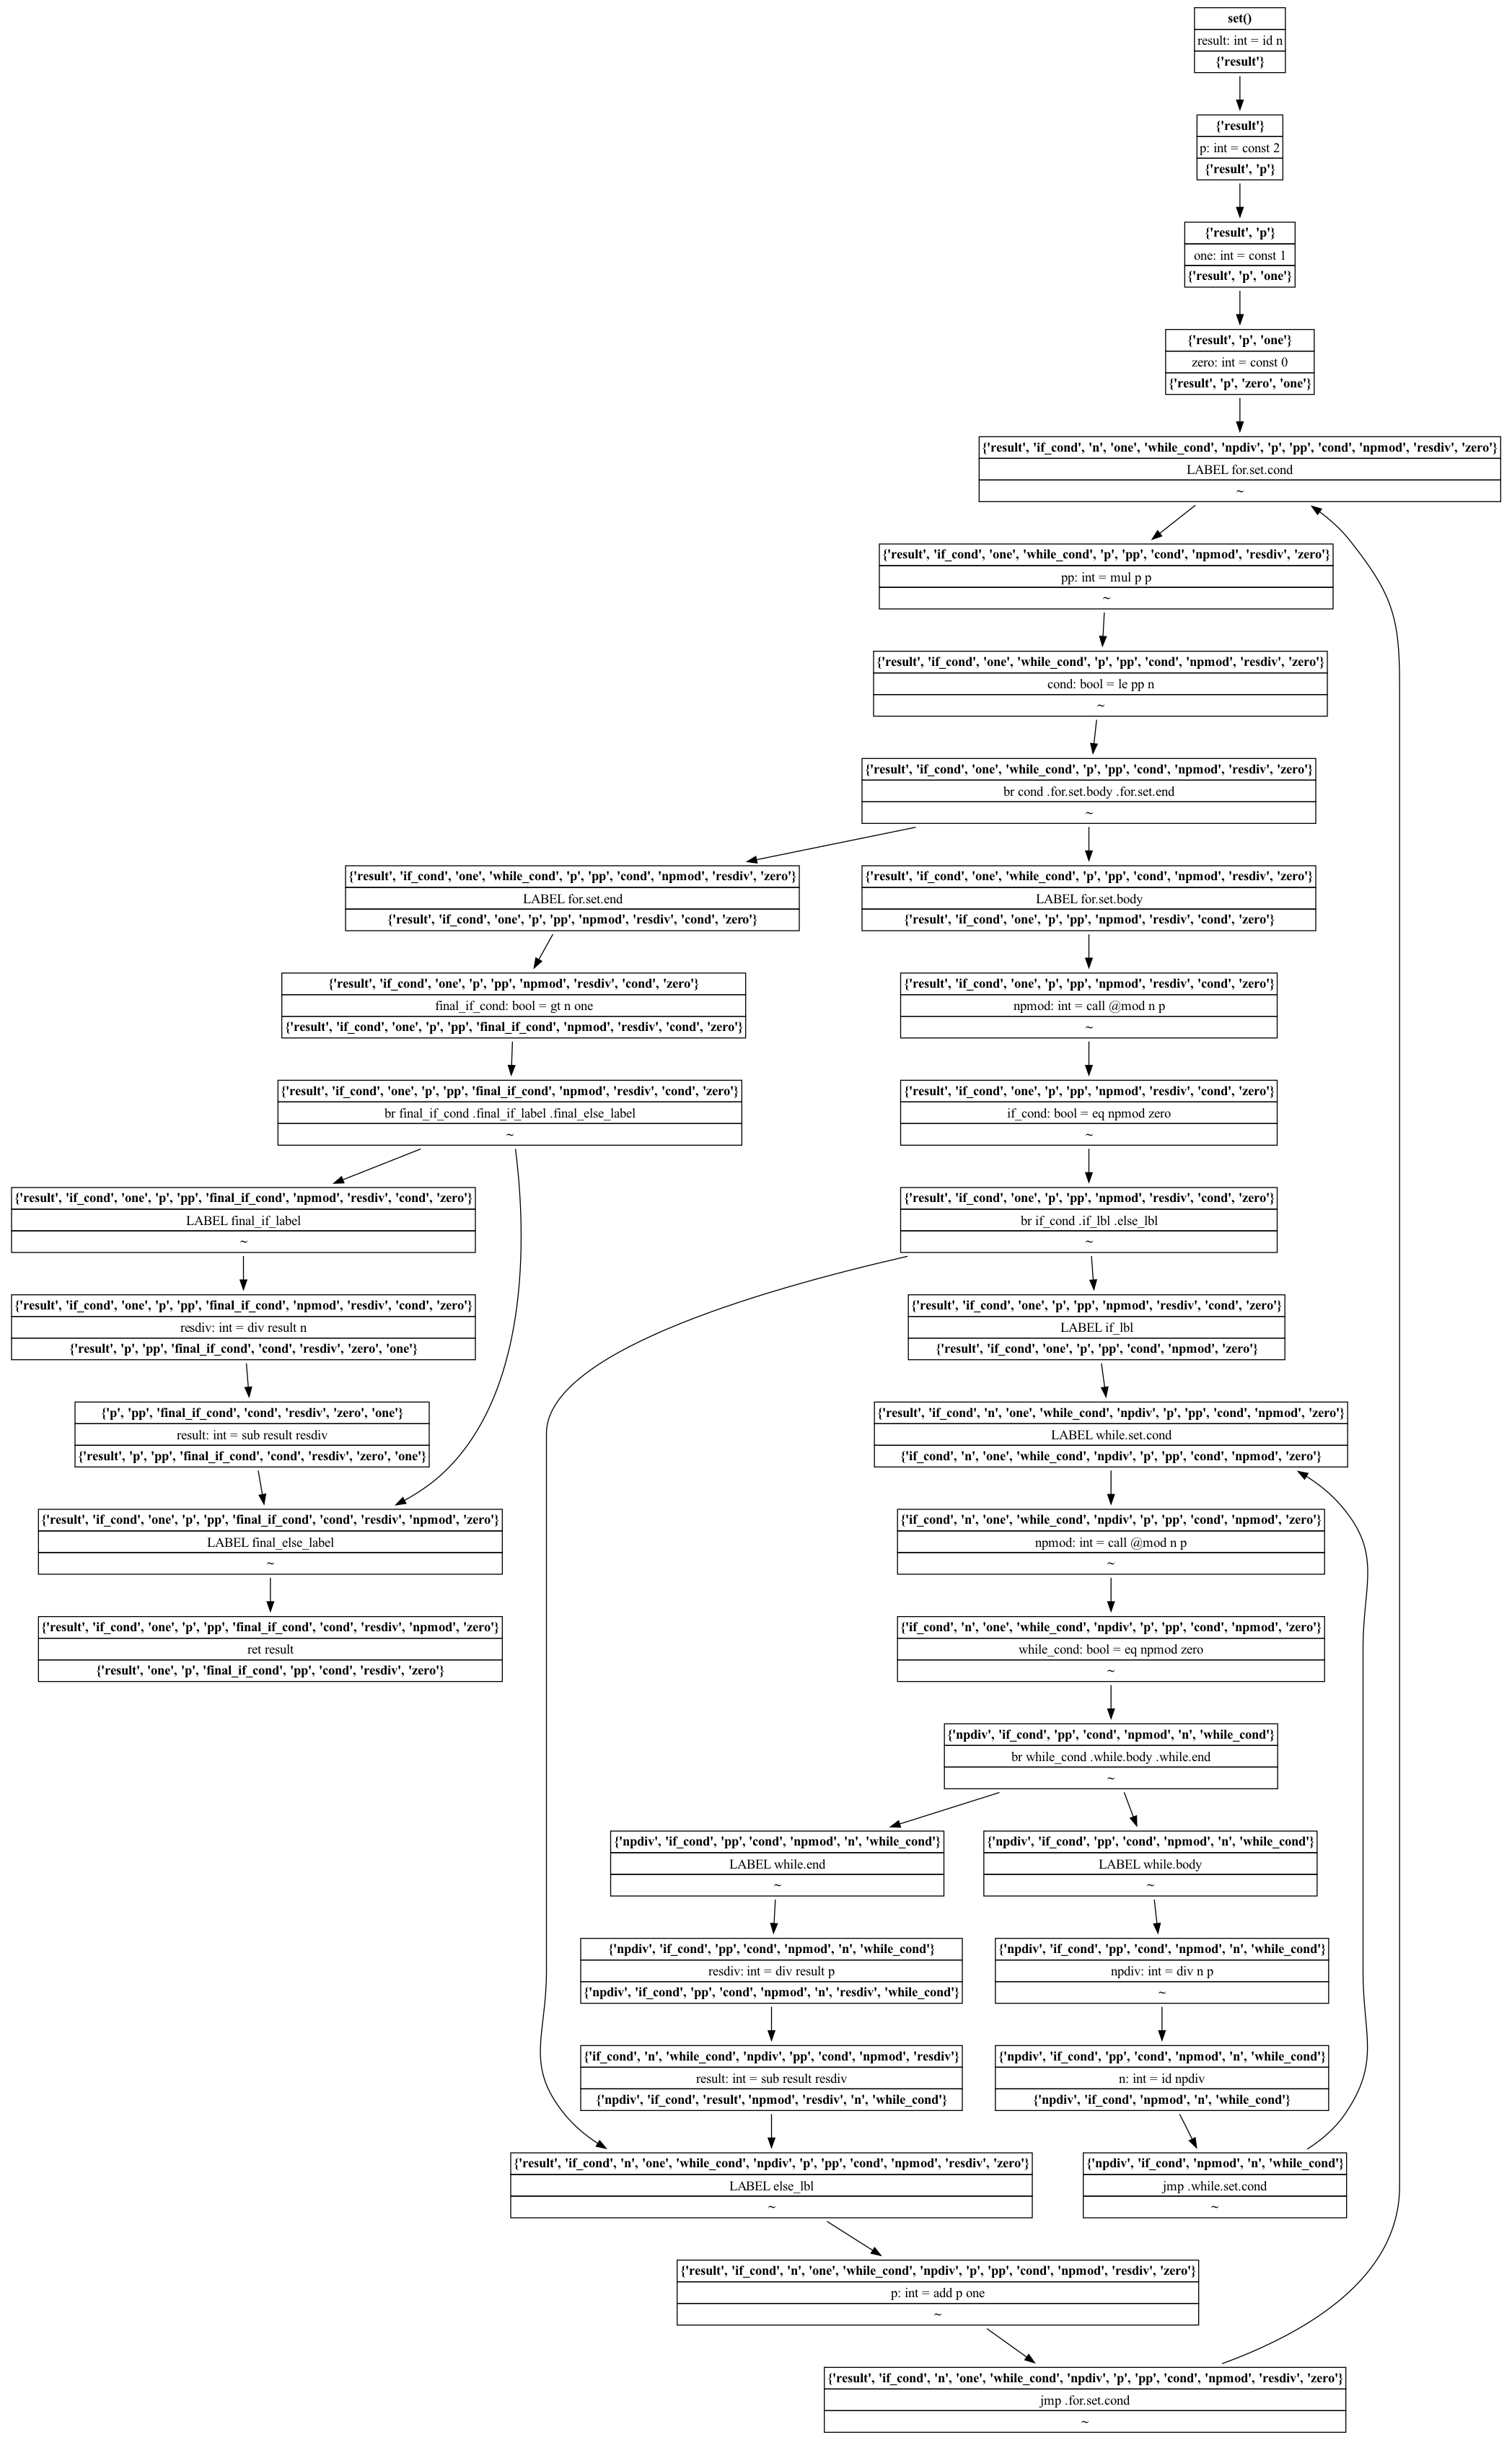 set()
result: int = id n
{'result'}
{'result'}
p: int = const 2
{'result', 'p'}
{'result', 'p'}
one: int = const 1
{'result', 'p', 'one'}
{'result', 'p', 'one'}
zero: int = const 0
{'result', 'p', 'zero', 'one'}
{'result', 'if_cond', 'n', 'one', 'while_cond', 'npdiv', 'p', 'pp', 'cond', 'npmod', 'resdiv', 'zero'}
LABEL for.set.cond
~
{'result', 'if_cond', 'one', 'while_cond', 'p', 'pp', 'cond', 'npmod', 'resdiv', 'zero'}
pp: int = mul p p
~
{'result', 'if_cond', 'one', 'while_cond', 'p', 'pp', 'cond', 'npmod', 'resdiv', 'zero'}
cond: bool = le pp n
~
{'result', 'if_cond', 'one', 'while_cond', 'p', 'pp', 'cond', 'npmod', 'resdiv', 'zero'}
br cond .for.set.body .for.set.end
~
{'result', 'if_cond', 'one', 'while_cond', 'p', 'pp', 'cond', 'npmod', 'resdiv', 'zero'}
LABEL for.set.end
{'result', 'if_cond', 'one', 'p', 'pp', 'npmod', 'resdiv', 'cond', 'zero'}
{'result', 'if_cond', 'one', 'while_cond', 'p', 'pp', 'cond', 'npmod', 'resdiv', 'zero'}
LABEL for.set.body
{'result', 'if_cond', 'one', 'p', 'pp', 'npmod', 'resdiv', 'cond', 'zero'}
{'result', 'if_cond', 'one', 'p', 'pp', 'npmod', 'resdiv', 'cond', 'zero'}
final_if_cond: bool = gt n one
{'result', 'if_cond', 'one', 'p', 'pp', 'final_if_cond', 'npmod', 'resdiv', 'cond', 'zero'}
{'result', 'if_cond', 'one', 'p', 'pp', 'npmod', 'resdiv', 'cond', 'zero'}
npmod: int = call @mod n p
~
{'result', 'if_cond', 'one', 'p', 'pp', 'final_if_cond', 'npmod', 'resdiv', 'cond', 'zero'}
br final_if_cond .final_if_label .final_else_label
~
{'result', 'if_cond', 'one', 'p', 'pp', 'npmod', 'resdiv', 'cond', 'zero'}
if_cond: bool = eq npmod zero
~
{'result', 'if_cond', 'one', 'p', 'pp', 'final_if_cond', 'npmod', 'resdiv', 'cond', 'zero'}
LABEL final_if_label
~
{'result', 'if_cond', 'one', 'p', 'pp', 'npmod', 'resdiv', 'cond', 'zero'}
br if_cond .if_lbl .else_lbl
~
{'result', 'if_cond', 'one', 'p', 'pp', 'final_if_cond', 'npmod', 'resdiv', 'cond', 'zero'}
resdiv: int = div result n
{'result', 'p', 'pp', 'final_if_cond', 'cond', 'resdiv', 'zero', 'one'}
{'result', 'if_cond', 'one', 'p', 'pp', 'npmod', 'resdiv', 'cond', 'zero'}
LABEL if_lbl
{'result', 'if_cond', 'one', 'p', 'pp', 'cond', 'npmod', 'zero'}
{'p', 'pp', 'final_if_cond', 'cond', 'resdiv', 'zero', 'one'}
result: int = sub result resdiv
{'result', 'p', 'pp', 'final_if_cond', 'cond', 'resdiv', 'zero', 'one'}
{'result', 'if_cond', 'n', 'one', 'while_cond', 'npdiv', 'p', 'pp', 'cond', 'npmod', 'zero'}
LABEL while.set.cond
{'if_cond', 'n', 'one', 'while_cond', 'npdiv', 'p', 'pp', 'cond', 'npmod', 'zero'}
{'result', 'if_cond', 'one', 'p', 'pp', 'final_if_cond', 'cond', 'resdiv', 'npmod', 'zero'}
LABEL final_else_label
~
{'if_cond', 'n', 'one', 'while_cond', 'npdiv', 'p', 'pp', 'cond', 'npmod', 'zero'}
npmod: int = call @mod n p
~
{'result', 'if_cond', 'one', 'p', 'pp', 'final_if_cond', 'cond', 'resdiv', 'npmod', 'zero'}
ret result
{'result', 'one', 'p', 'final_if_cond', 'pp', 'cond', 'resdiv', 'zero'}
{'if_cond', 'n', 'one', 'while_cond', 'npdiv', 'p', 'pp', 'cond', 'npmod', 'zero'}
while_cond: bool = eq npmod zero
~
{'npdiv', 'if_cond', 'pp', 'cond', 'npmod', 'n', 'while_cond'}
br while_cond .while.body .while.end
~
{'npdiv', 'if_cond', 'pp', 'cond', 'npmod', 'n', 'while_cond'}
LABEL while.end
~
{'npdiv', 'if_cond', 'pp', 'cond', 'npmod', 'n', 'while_cond'}
LABEL while.body
~
{'npdiv', 'if_cond', 'pp', 'cond', 'npmod', 'n', 'while_cond'}
resdiv: int = div result p
{'npdiv', 'if_cond', 'pp', 'cond', 'npmod', 'n', 'resdiv', 'while_cond'}
{'npdiv', 'if_cond', 'pp', 'cond', 'npmod', 'n', 'while_cond'}
npdiv: int = div n p
~
{'if_cond', 'n', 'while_cond', 'npdiv', 'pp', 'cond', 'npmod', 'resdiv'}
result: int = sub result resdiv
{'npdiv', 'if_cond', 'result', 'npmod', 'resdiv', 'n', 'while_cond'}
{'npdiv', 'if_cond', 'pp', 'cond', 'npmod', 'n', 'while_cond'}
n: int = id npdiv
{'npdiv', 'if_cond', 'npmod', 'n', 'while_cond'}
{'result', 'if_cond', 'n', 'one', 'while_cond', 'npdiv', 'p', 'pp', 'cond', 'npmod', 'resdiv', 'zero'}
LABEL else_lbl
~
{'npdiv', 'if_cond', 'npmod', 'n', 'while_cond'}
jmp .while.set.cond
~
{'result', 'if_cond', 'n', 'one', 'while_cond', 'npdiv', 'p', 'pp', 'cond', 'npmod', 'resdiv', 'zero'}
p: int = add p one
~
{'result', 'if_cond', 'n', 'one', 'while_cond', 'npdiv', 'p', 'pp', 'cond', 'npmod', 'resdiv', 'zero'}
jmp .for.set.cond
~